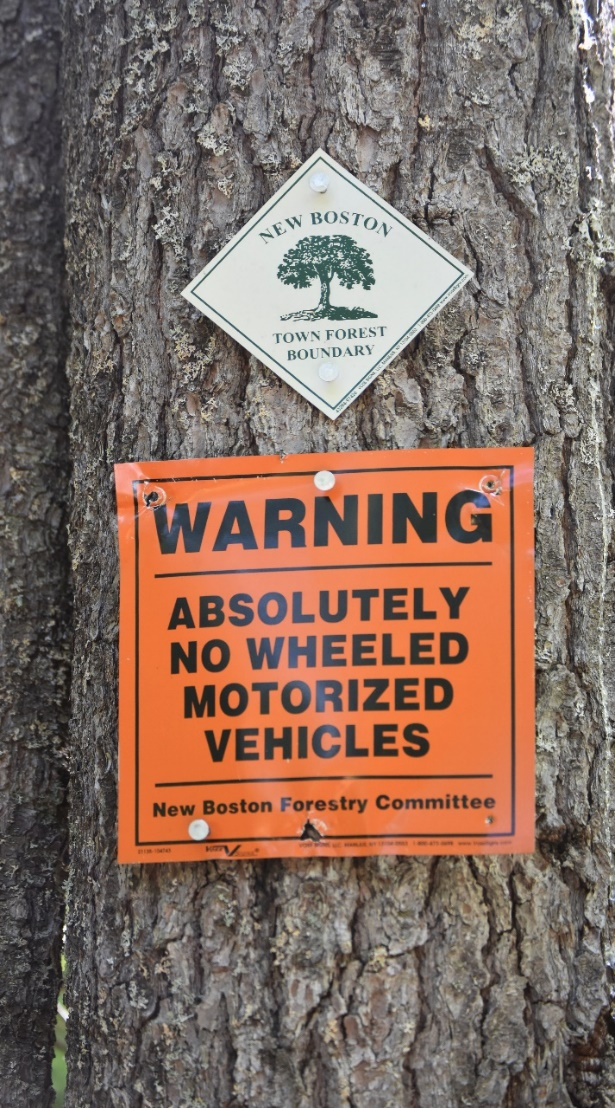 NEW BOSTON
TOWN FOREST
BOUNDARY
WARNING
ABSOLUTELY
NO WHEELED
MOTORIZED
VEHICLES
New Boston Forestry Committee